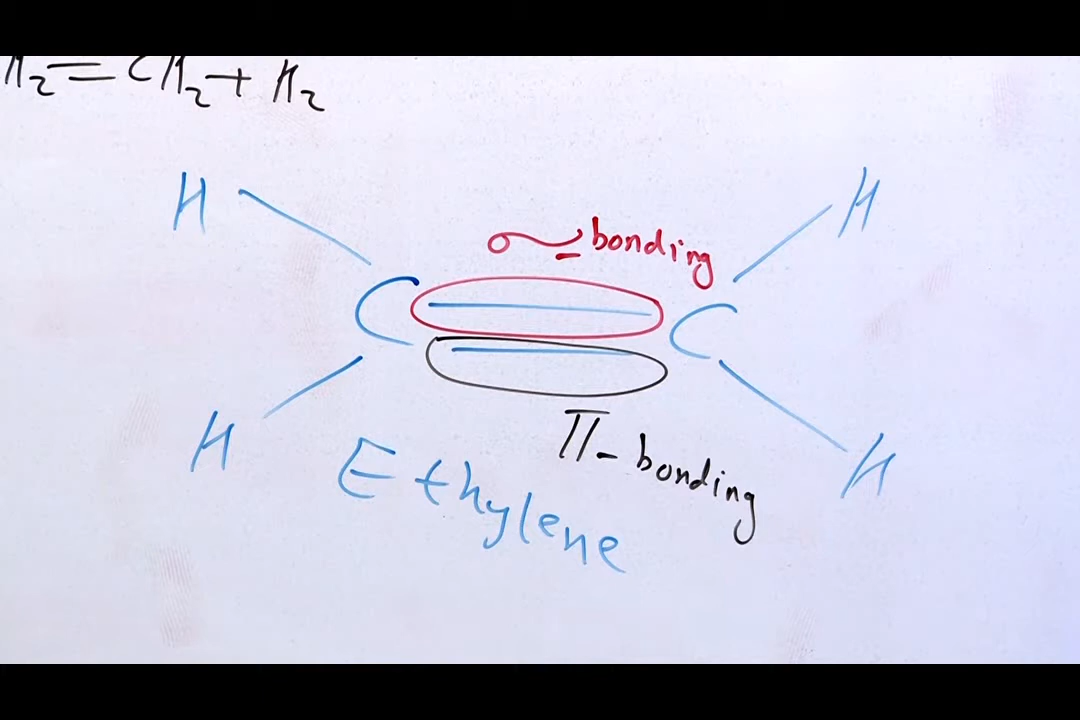 H₂=CH₂+H₂
H H
σ-bonding
C C
π-bonding
H H
Ethylene